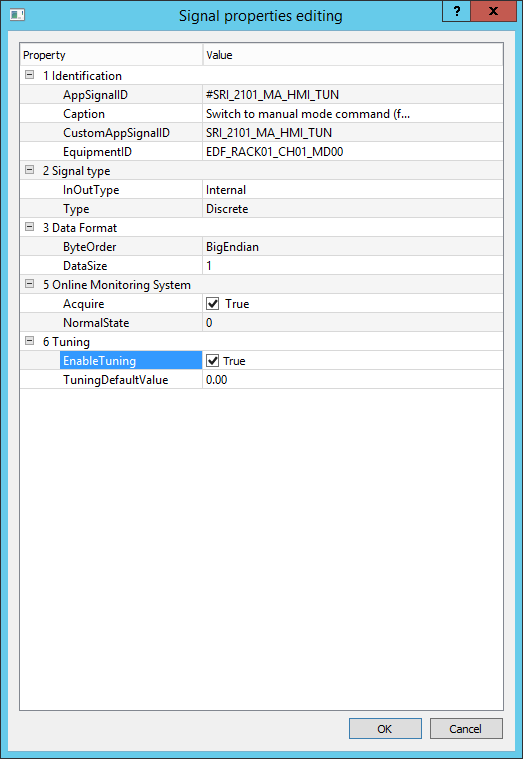 Signal properties editing
?
Property Value
1 Identification
AppSignalID #SRI_2101_MA_HMI_TUN
Caption Switch to manual mode command (f...
CustomAppSignalID SRI_2101_MA_HMI_TUN
EquipmentID EDF_RACK01_CH01_MD00
2 Signal type
InOutType Internal
Type Discrete
3 Data Format
ByteOrder BigEndian
DataSize 1
5 Online Monitoring System
Acquire True
NormalState 0
6 Tuning
EnableTuning True
TuningDefaultValue 0.00
OK Cancel